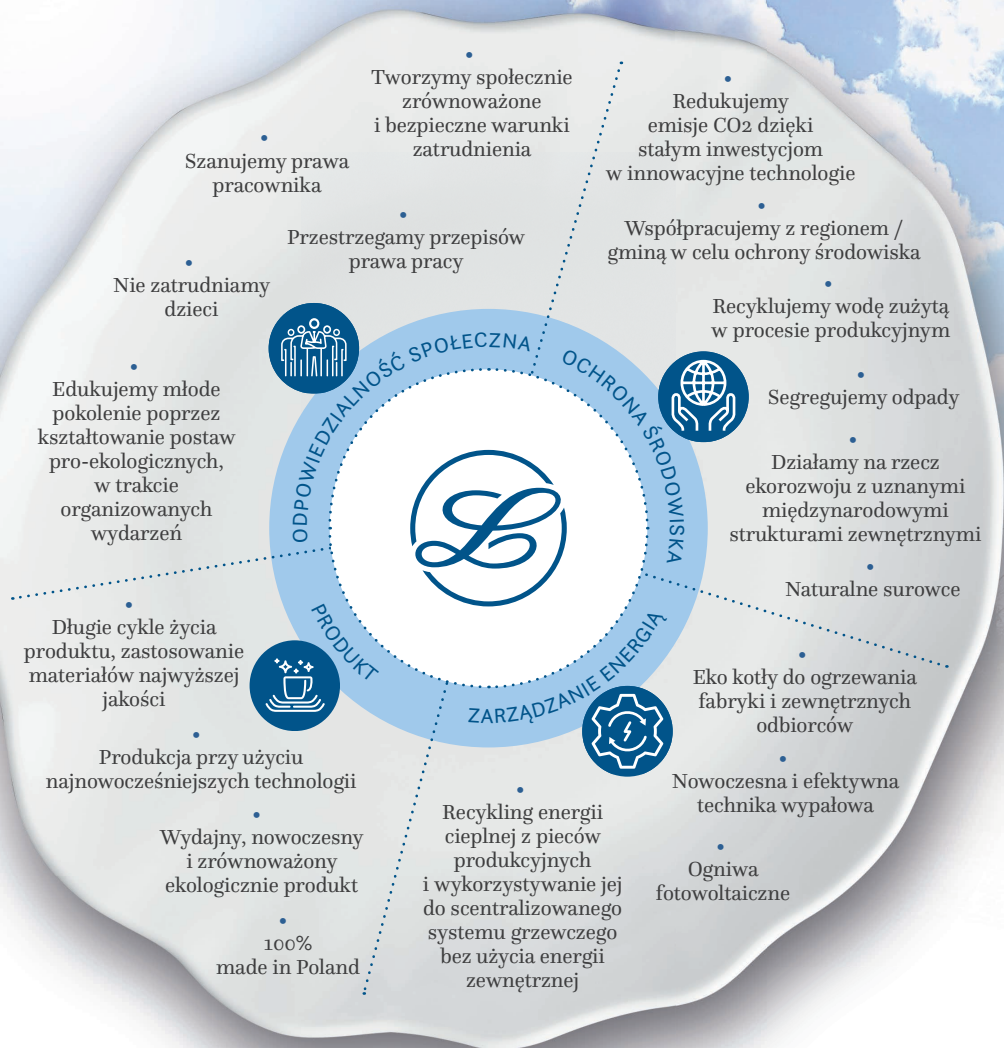 Tworzymy społecznie
zrównoważone
i bezpieczne warunki
zatrudnienia
Szanujemy prawa
pracownika
Przestrzegamy przepisów
prawa pracy
Nie zatrudniamy
dzieci
Edukujemy młode
pokolenie poprzez
kształtowanie postaw
pro-ekologicznych,
w trakcie
organizowanych
wydarzeń
ODPOWIEDZIALNOŚĆ SPOŁECZNA
Redukujemy
emisje CO2 dzięki
stałym inwestycjom
w innowacyjne technologie
Współpracujemy z regionem /
gminą w celu ochrony środowiska
Recyklujemy wodę zużytą
w procesie produkcyjnym
Segregujemy odpady
Działamy na rzecz
ekorozwoju z uznanymi
międzynarodowymi
strukturami zewnętrznymi
Naturalne surowce
OCHRONA ŚRODOWISKA
L
PRODUKT
Długie cykle życia
produktu, zastosowanie
materiałów najwyższej
jakości
Produkcja przy użyciu
najnowocześniejszych technologii
Wydajny, nowoczesny
i zrównoważony
ekologicznie produkt
100%
made in Poland
ZARZĄDZANIE ENERGIĄ
Eko kotły do ogrzewania
fabryki i zewnętrznych
odbiorców
Nowoczesna i efektywna
technika wypałowa
Ogniwa
fotowoltaiczne
Recykling energii
cieplnej z pieców
produkcyjnych
i wykorzystywanie jej
do scentralizowanego
systemu grzewczego
bez użycia energii
zewnętrznej